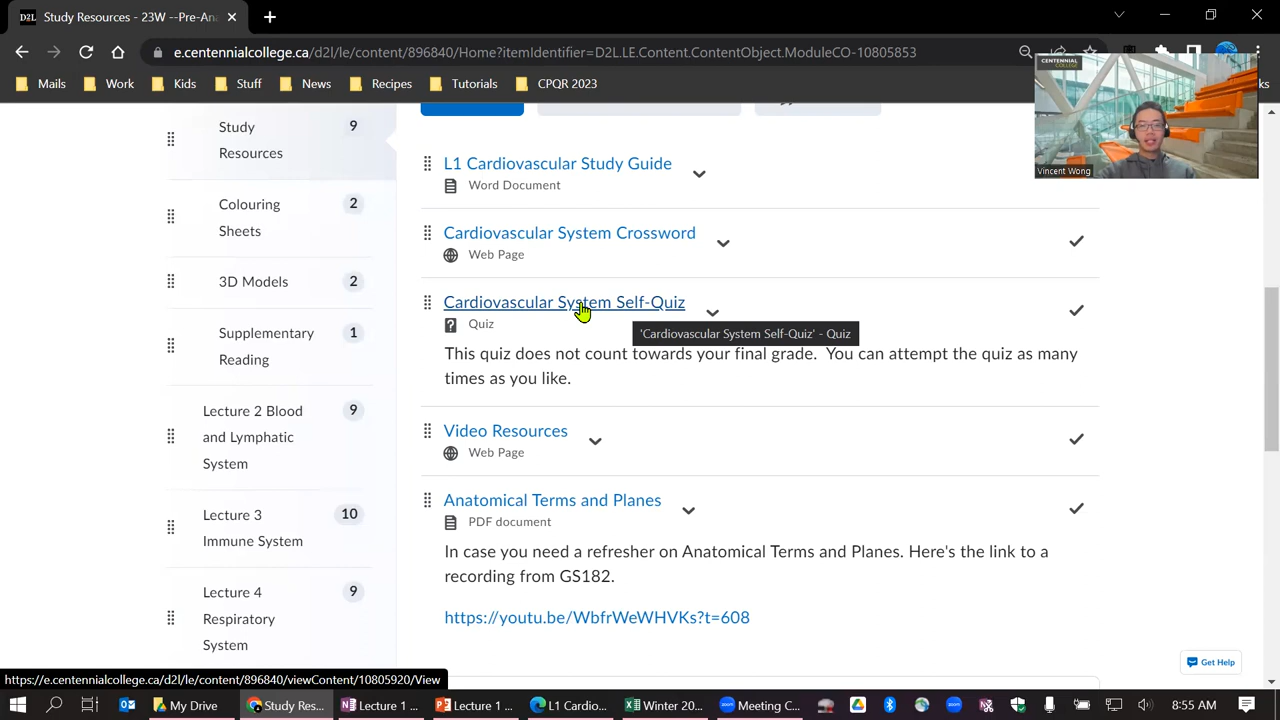 Study Resources - 23W --Pre-Ana
e.centennialcollege.ca/d2l/le/content/896840/Home?itemIdentifier=D2L_LE.Content.ContentObject.ModuleCO-10805853
Mails
Work
Kids
Stuff
News
Tutorials
CPQR 2023
CENTENNIAL
COLLEGE
Vincent Wong
Study
Resources
9
Colouring
Sheets
2
3D Models
2
Supplementary
Reading
1
Lecture 2 Blood
and Lymphatic
System
9
Lecture 3
Immune System
10
Lecture 4
Respiratory
System
9
L1 Cardiovascular Study Guide
Word Document
Cardiovascular System Crossword
Web Page
Cardiovascular System Self-Quiz
Quiz
'Cardiovascular System Self-Quiz' - Quiz
This quiz does not count towards your final grade. You can attempt the quiz as many
times as you like.
Video Resources
Web Page
Anatomical Terms and Planes
PDF document
In case you need a refresher on Anatomical Terms and Planes. Here's the link to a
recording from GS182.
https://youtu.be/WbfrWeWHVKs?t=608
Get Help
https://e.centennialcollege.ca/d2l/le/content/896840/viewContent/10805920/View
My Drive
Study Res...
Lecture 1 ...
Lecture 1 ...
1 Cardio...
Winter 20...
Meeting C...
8:55 AM